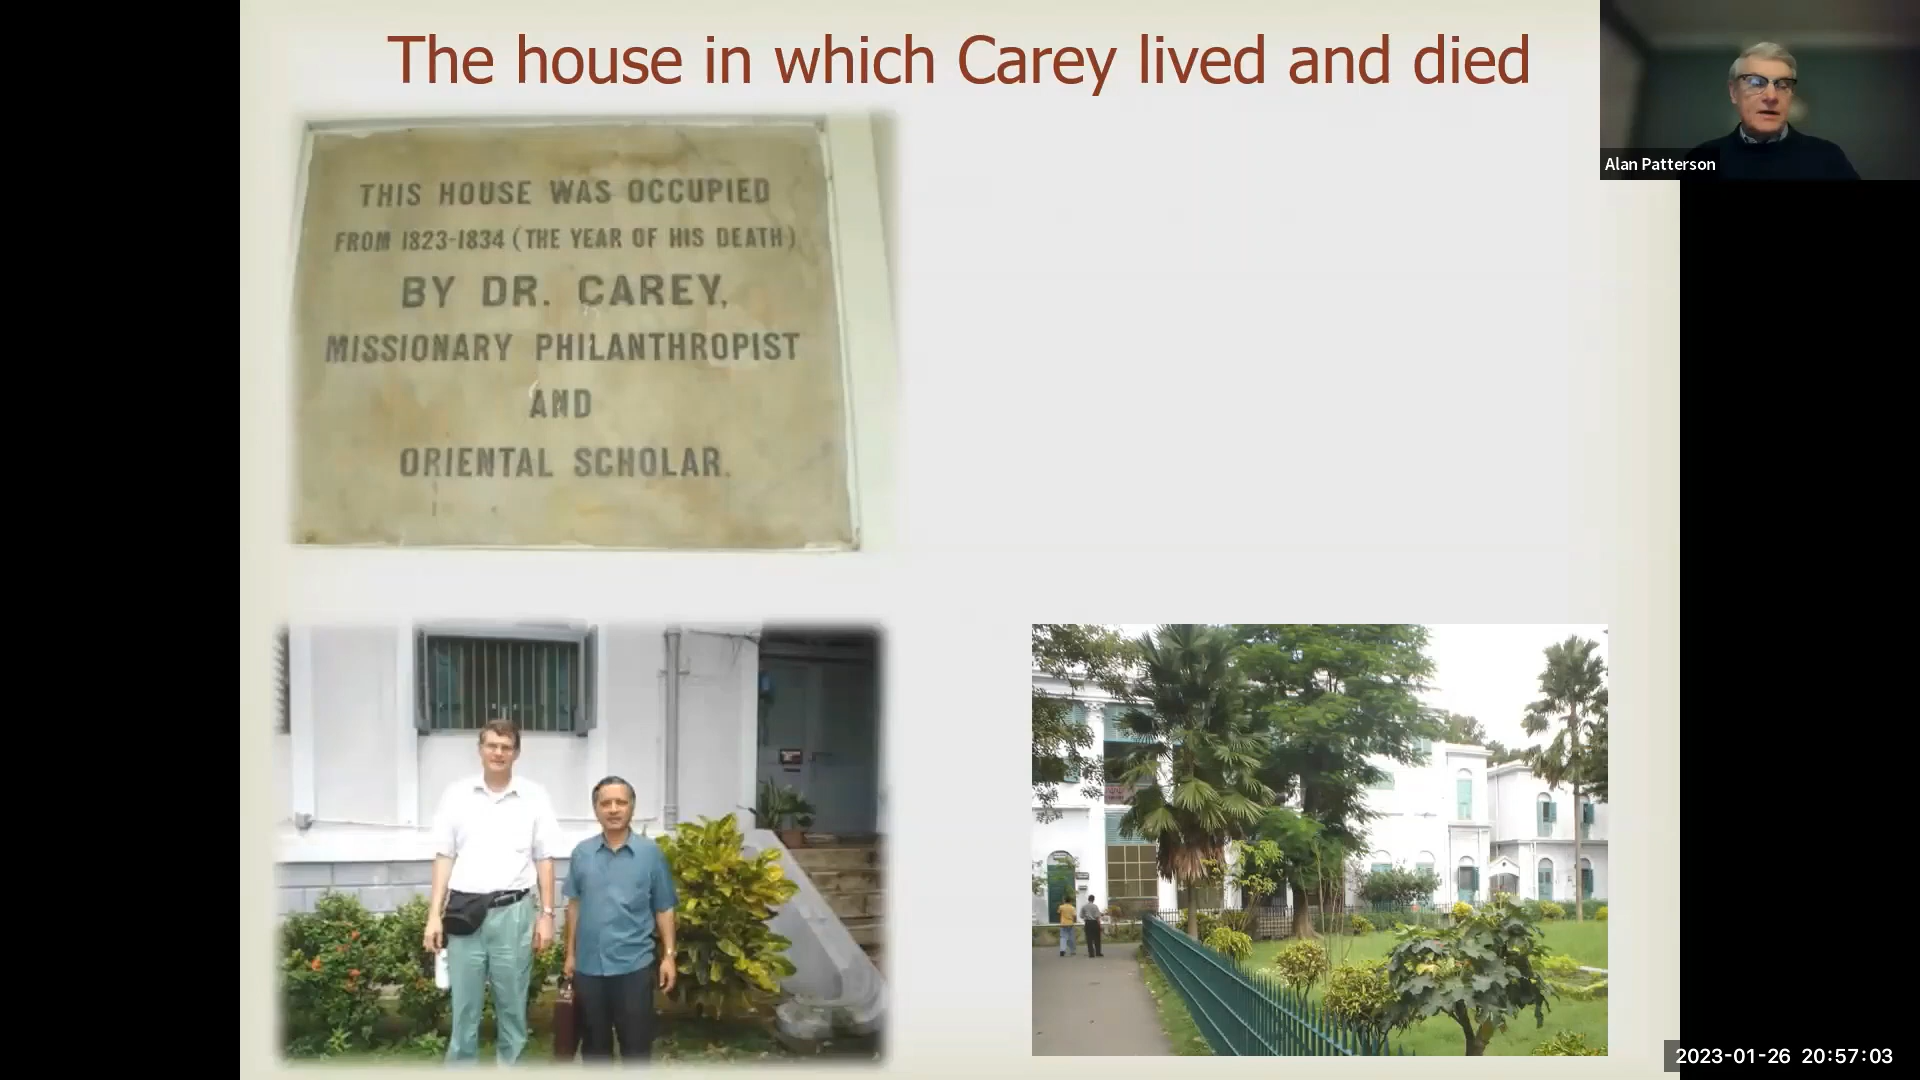 The house in which Carey lived and died
THIS HOUSE WAS OCCUPIED
FROM 1823-1834 (THE YEAR OF HIS DEATH)
BY DR. CAREY,
MISSIONARY PHILANTHROPIST
AND
ORIENTAL SCHOLAR.
Alan Patterson
2023-01-26 20:57:03